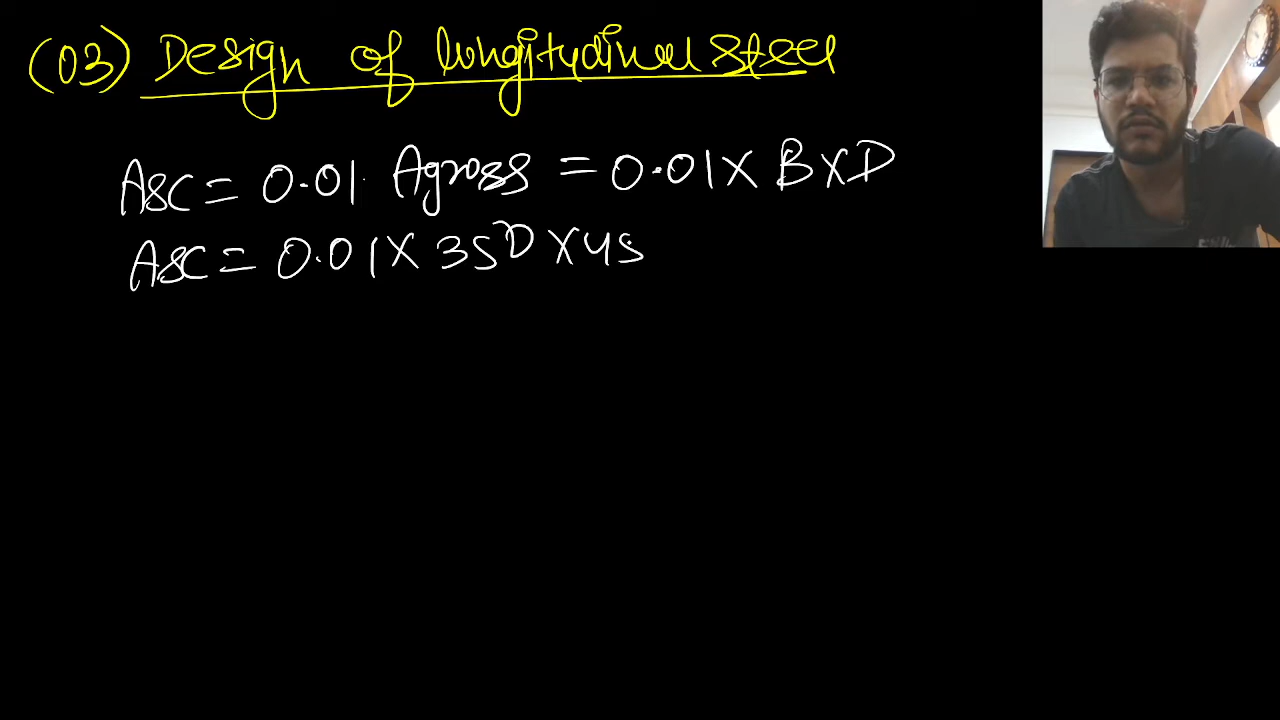 (03) Design of longitudinal steel
Asc = 0.01 Agross = 0.01 X B X D
Asc = 0.01 X 350 X 45